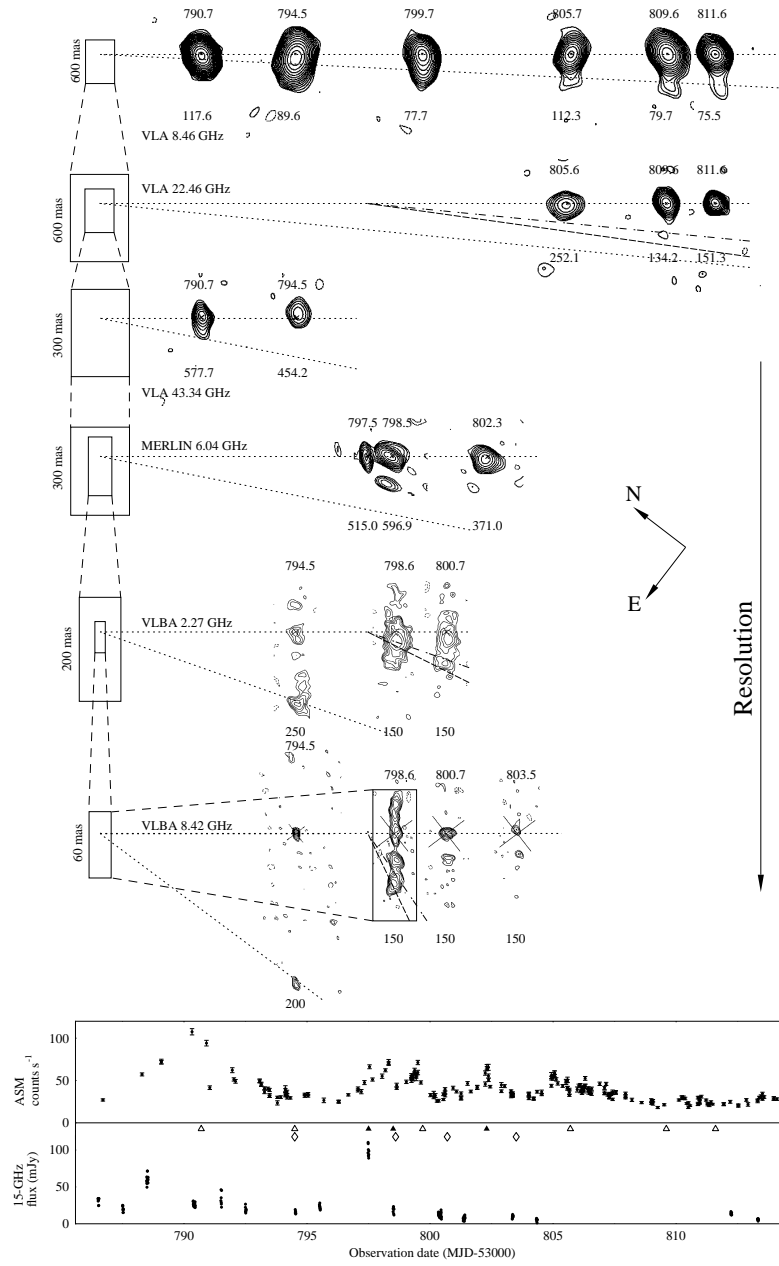 790.7 794.5 799.7 805.7 809.6 811.6
600 mas
117.6 89.6 77.7 112.3 79.7 75.5
VLA 8.46 GHz
805.6 809.6 811.6
VLA 22.46 GHz
600 mas
252.1 134.2 151.3
790.7 794.5
300 mas
577.7 454.2
VLA 43.34 GHz
797.5 798.5 802.3
MERLIN 6.04 GHz
300 mas
515.0 596.9 371.0
N
E
Resolution
794.5 798.6 800.7
VLBA 2.27 GHz
200 mas
250 150 150
794.5 798.6 800.7 803.5
VLBA 8.42 GHz
60 mas
150 150 150
200
ASM
counts s⁻¹
100
50
0
15-GHz
flux (mJy)
100
50
0
790 795 800 805 810
Observation date (MJD-53000)